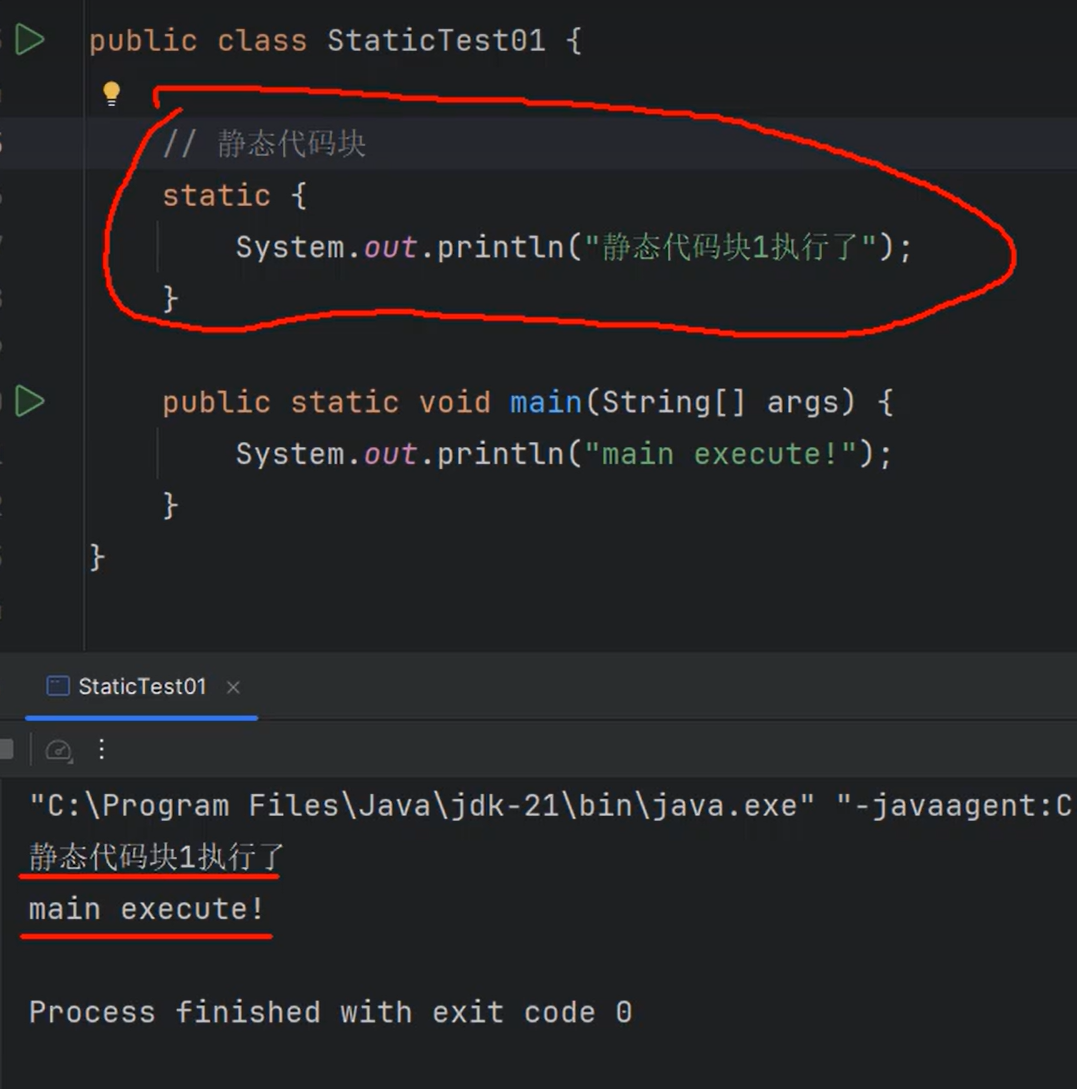 public class StaticTest01 {
// 静态代码块
static {
System.out.println("静态代码块1执行了");
}
public static void main(String[] args) {
System.out.println("main execute!");
}
}
StaticTest01 ×
"C:\Program Files\Java\jdk-21\bin\java.exe" "-javaagent:C
静态代码块1执行了
main execute!
Process finished with exit code 0